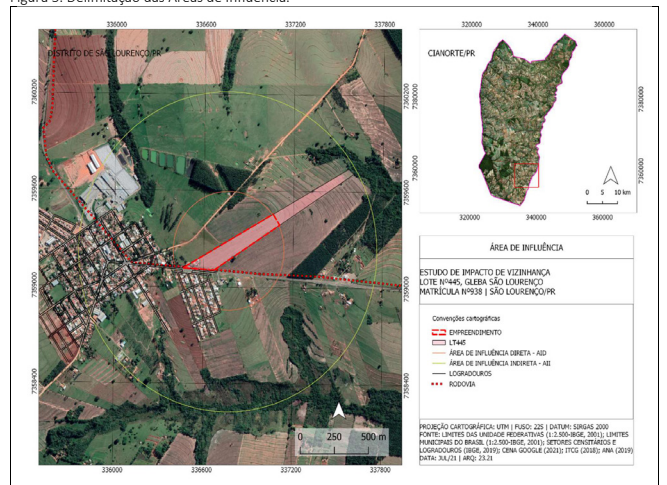 Figura 3: Delimitação das Áreas de Influência.
336000 336600 337200 337800
DISTRITO DE SÃO LOURENÇO/PR
7360200 7360200
7359600 7359600
7359000 7359000
7358400 7358400
0 250 500 m
336000 336600 337200 337800
320000 340000 360000
CIANORTE/PR
7380000 7380000
7360000 7360000
0 5 10 km
320000 340000 360000
ÁREA DE INFLUÊNCIA
ESTUDO DE IMPACTO DE VIZINHANÇA
LOTE Nº445, GLEBA SÃO LOURENÇO
MATRÍCULA Nº938 | SÃO LOURENÇO/PR
Convenções cartográficas
EMPREENDIMENTO
LT445
ÁREA DE INFLUÊNCIA DIRETA - AID
ÁREA DE INFLUÊNCIA INDIRETA - AII
LOGRADOUROS
RODOVIA
PROJEÇÃO CARTOGRÁFICA: UTM | FUSO: 22S | DATUM: SIRGAS 2000
FONTE: LIMITES DAS UNIDADE FEDERATIVAS (1:2.500-IBGE, 2001); LIMITES
MUNICIPAIS DO BRASIL (1:2.500-IBGE, 2001); SETORES CENSITÁRIOS E
LOGRADOUROS (IBGE, 2019); CENA GOOGLE (2021); ITCG (2018); ANA (2019)
DATA: JUL/21 | ARQ: 23.21